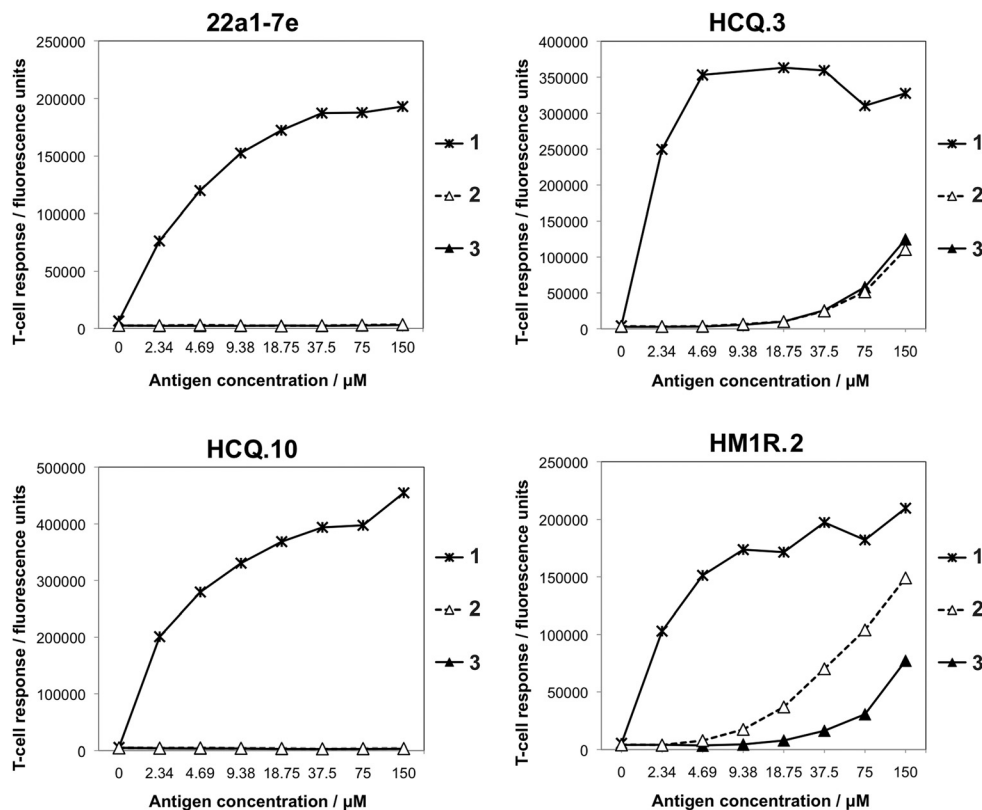 22a1-7e
T-cell response / fluorescence units
250000
200000
150000
100000
50000
0
0 2.34 4.69 9.38 18.75 37.5 75 150
Antigen concentration / µM
1
2
3
HCQ.3
T-cell response / fluorescence units
400000
350000
300000
250000
200000
150000
100000
50000
0
0 2.34 4.69 9.38 18.75 37.5 75 150
Antigen concentration / µM
1
2
3
HCQ.10
T-cell response / fluorescence units
500000
400000
300000
200000
100000
0
0 2.34 4.69 9.38 18.75 37.5 75 150
Antigen concentration / µM
1
2
3
HM1R.2
T-cell response / fluorescence units
250000
200000
150000
100000
50000
0
0 2.34 4.69 9.38 18.75 37.5 75 150
Antigen concentration / µM
1
2
3